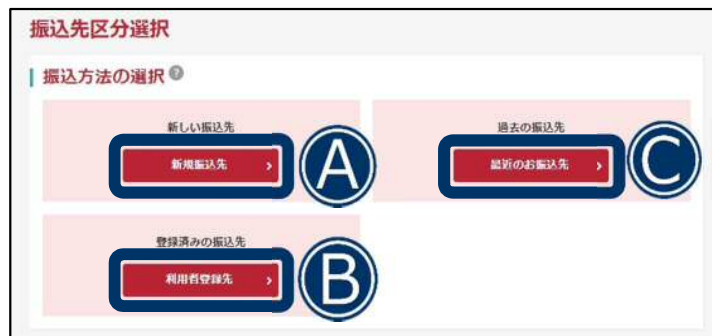 振込先区分選択
振込方法の選択 ?
新しい振込先
新規振込先 >
A
過去の振込先
最近のお振込先 >
C
登録済みの振込先
利用者登録先 >
B